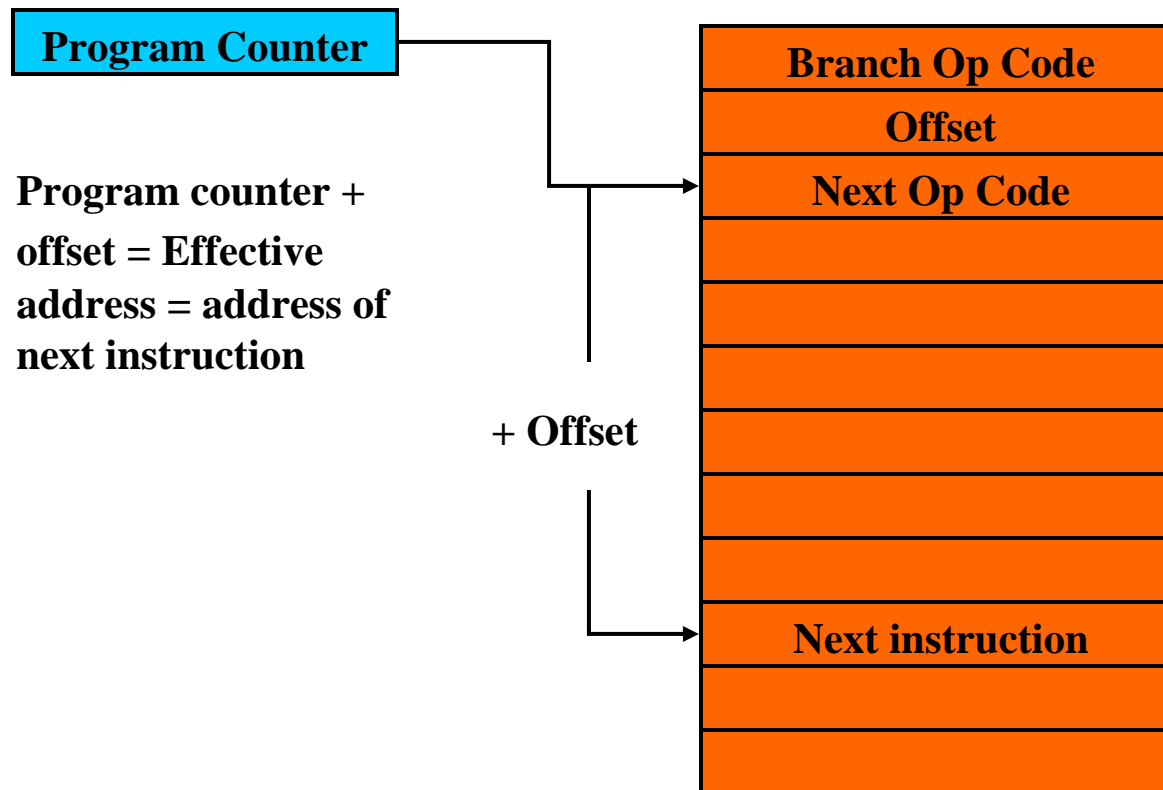 Program Counter
Program counter +
offset = Effective
address = address of
next instruction
+ Offset
Branch Op Code
Offset
Next Op Code
Next instruction